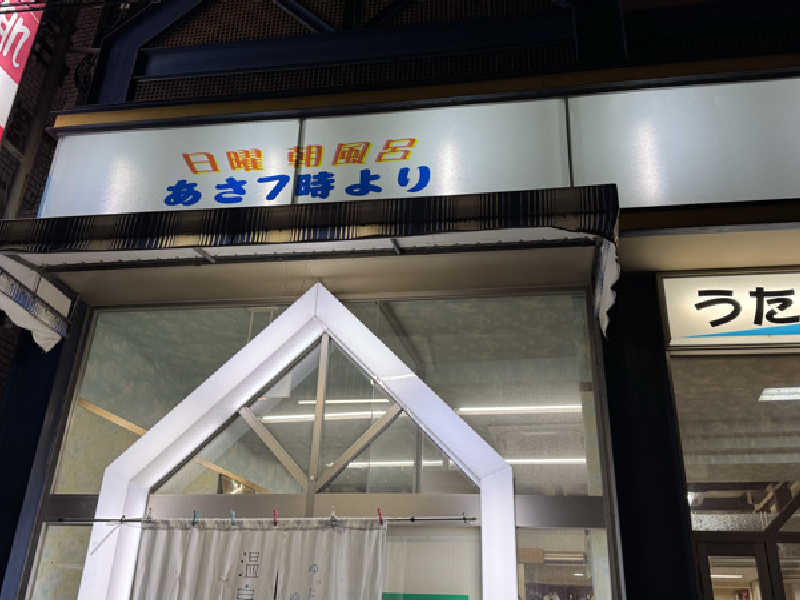 日曜 朝風呂
あさ7時より
うた